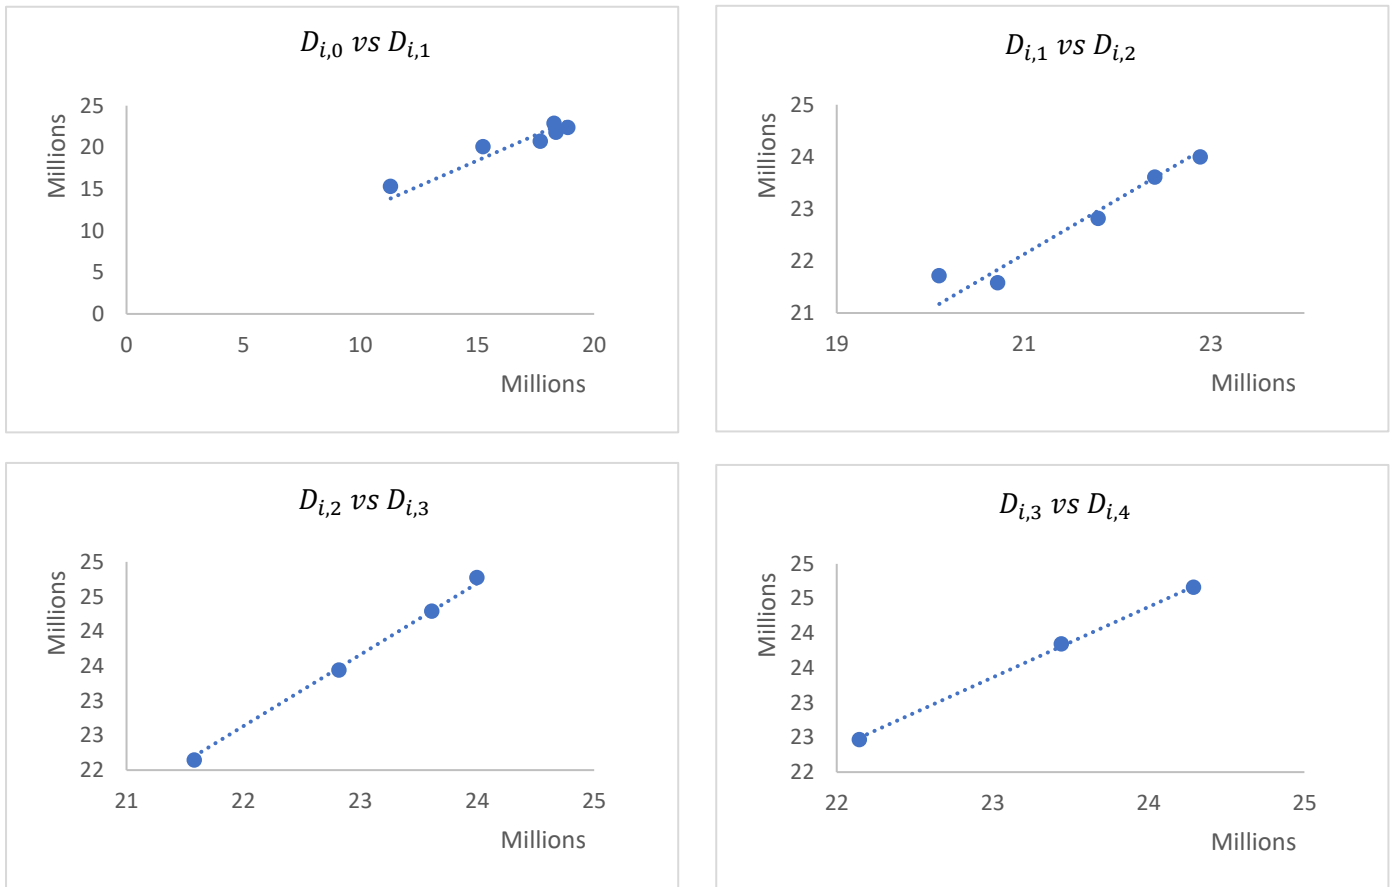 D_{i,0} vs D_{i,1}
Millions
25
20
15
10
5
0
0 5 10 15 20
Millions
D_{i,1} vs D_{i,2}
Millions
25
24
23
22
21
19 21 23
Millions
D_{i,2} vs D_{i,3}
Millions
25
25
24
24
23
23
22
21 22 23 24 25
Millions
D_{i,3} vs D_{i,4}
Millions
25
25
24
24
23
23
22
22 23 24 25
Millions